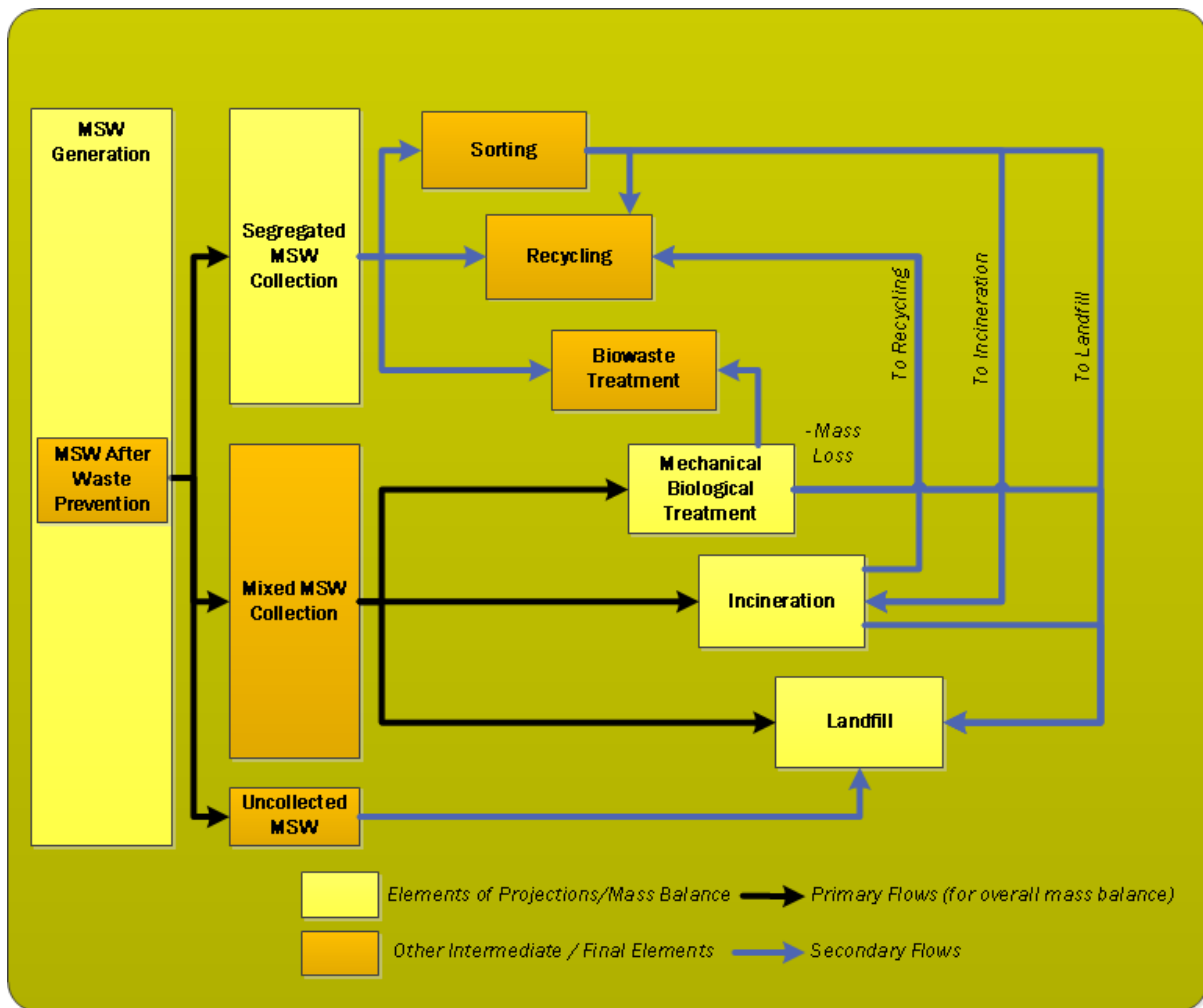 MSW
Generation
MSW After
Waste
Prevention
Segregated
MSW
Collection
Mixed MSW
Collection
Uncollected
MSW
Sorting
Recycling
Biowaste
Treatment
- Mass
Loss
Mechanical
Biological
Treatment
Incineration
Landfill
To Recycling
To Incineration
To Landfill
Elements of Projections/Mass Balance
Primary Flows (for overall mass balance)
Other Intermediate / Final Elements
Secondary Flows